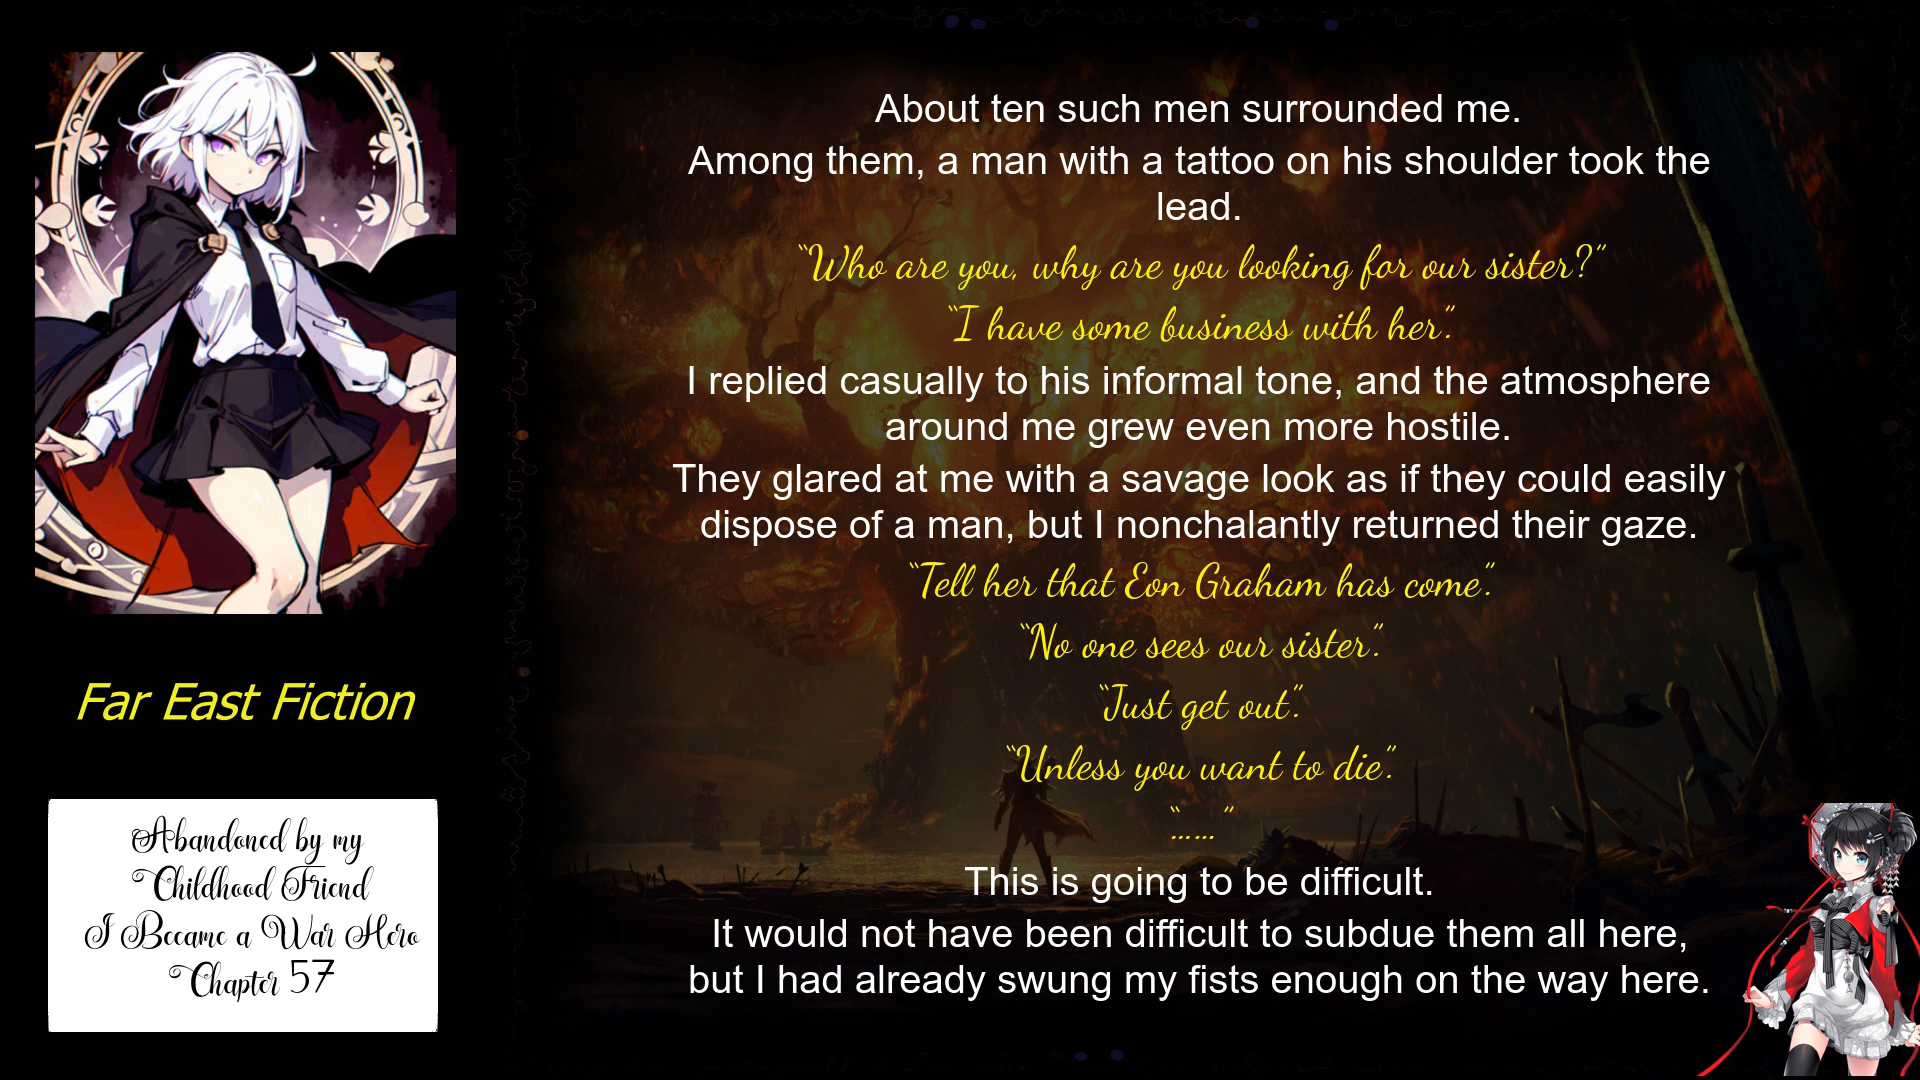 About ten such men surrounded me.
Among them, a man with a tattoo on his shoulder took the
lead.
“Who are you, why are you looking for our sister?”
“I have some business with her.”
I replied casually to his informal tone, and the atmosphere
around me grew even more hostile.
They glared at me with a savage look as if they could easily
dispose of a man, but I nonchalantly returned their gaze.
“Tell her that Eon Graham has come.”
“No one sees our sister.”
“Just get out.”
“Unless you want to die.”
“……”
This is going to be difficult.
It would not have been difficult to subdue them all here,
but I had already swung my fists enough on the way here.
Far East Fiction
Abandoned by my
Childhood Friend
I Became a War Hero
Chapter 57